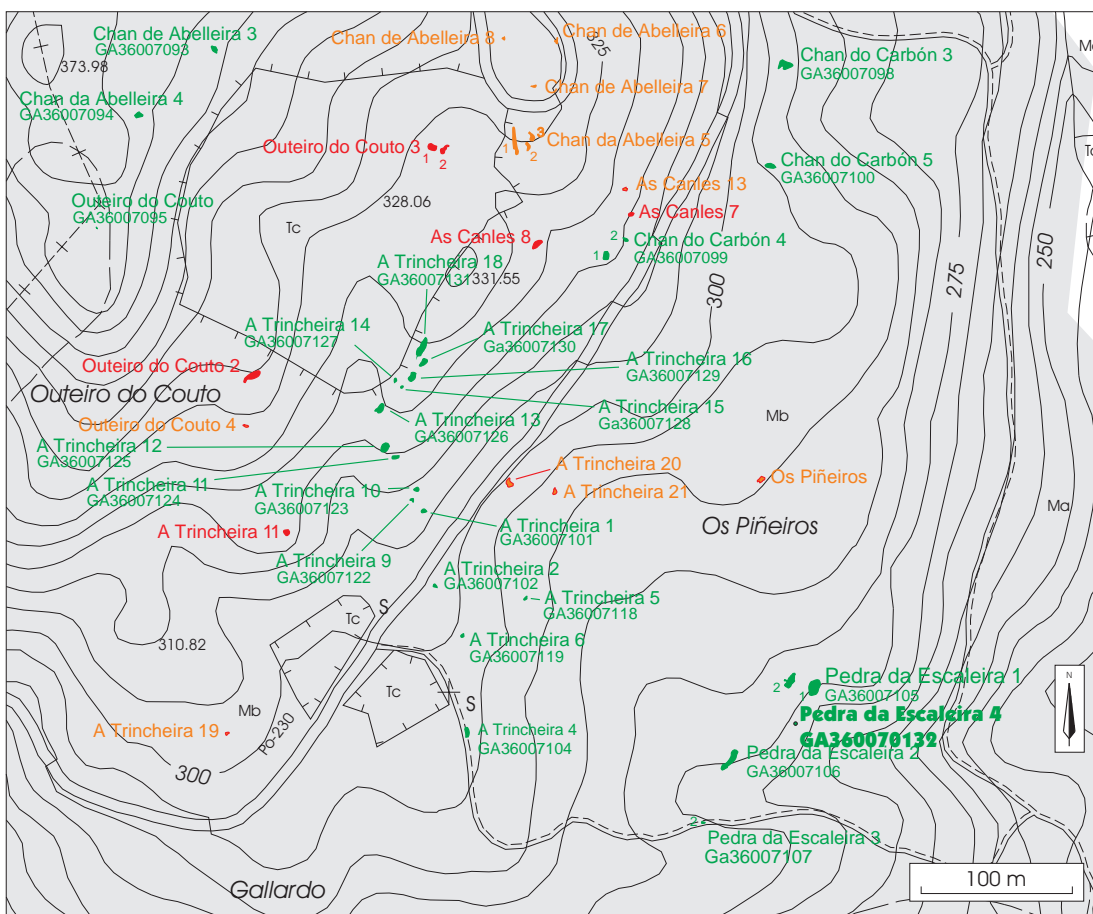 Chan de Abelleira 3
GA36007093
373.98
Chan da Abelleira 4
GA36007094
Outeiro do Couto
GA36007095
Chan de Abelleira 8
Chan de Abelleira 6
325
Chan de Abelleira 7
Outeiro do Couto 3
1
2
1
2
3
Chan da Abelleira 5
Chan do Carbón 3
GA36007098
Chan do Carbón 5
GA36007100
As Canles 13
As Canles 7
328.06
Tc
As Canles 8
2
1
Chan do Carbón 4
GA36007099
A Trincheira 18
GA36007131
331.55
300
275
250
A Trincheira 14
GA36007127
A Trincheira 17
Ga36007130
A Trincheira 16
GA36007129
Outeiro do Couto 2
Outeiro do Couto
A Trincheira 15
Ga36007128
Mb
Outeiro do Couto 4
A Trincheira 13
GA36007126
A Trincheira 12
GA36007125
A Trincheira 11
GA36007124
A Trincheira 10
GA36007123
A Trincheira 20
A Trincheira 21
Os Piñeiros
Os Piñeiros
Ma
A Trincheira 11
A Trincheira 1
GA36007101
A Trincheira 9
GA36007122
A Trincheira 2
GA36007102
A Trincheira 5
GA36007118
S
Tc
310.82
A Trincheira 6
GA36007119
Tc
S
Mb
A Trincheira 19
Po-230
300
A Trincheira 4
GA36007104
2
1
Pedra da Escaleira 1
GA36007105
Pedra da Escaleira 4
GA360070132
Pedra da Escaleira 2
GA36007106
2
Pedra da Escaleira 3
Ga36007107
Gallardo
N
100 m